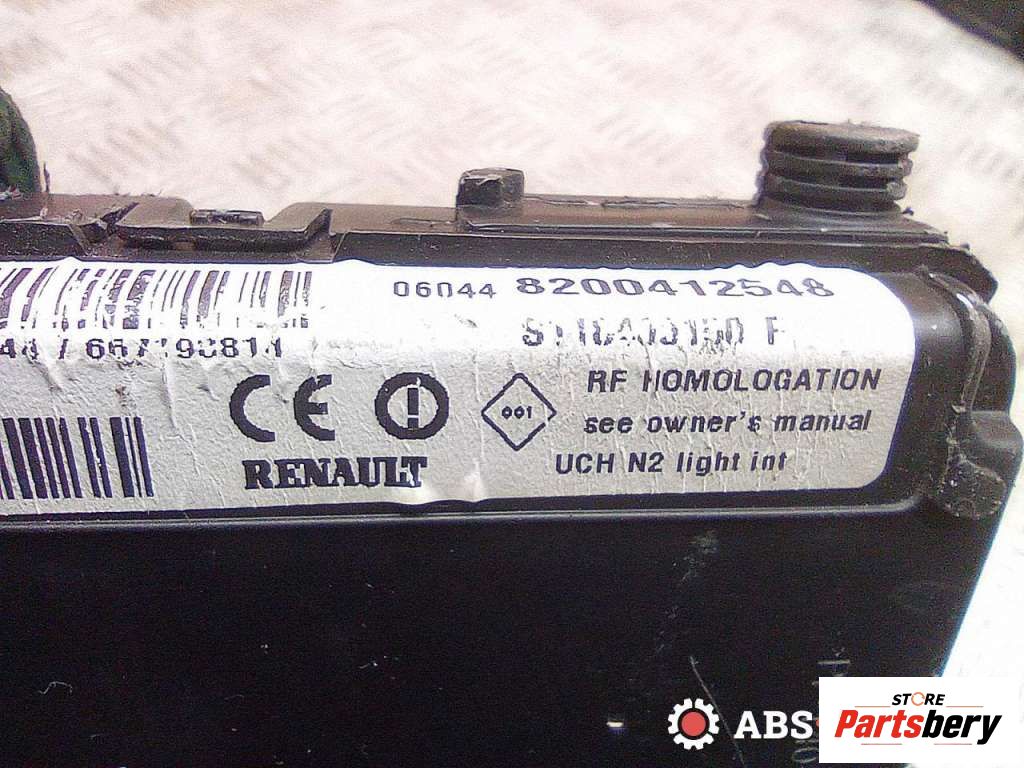 06044 8200412548
RF HOMOLOGATION
001
see owner's manual
UCH N2 light int
CE
RENAULT
ABS
STORE
Partsbery